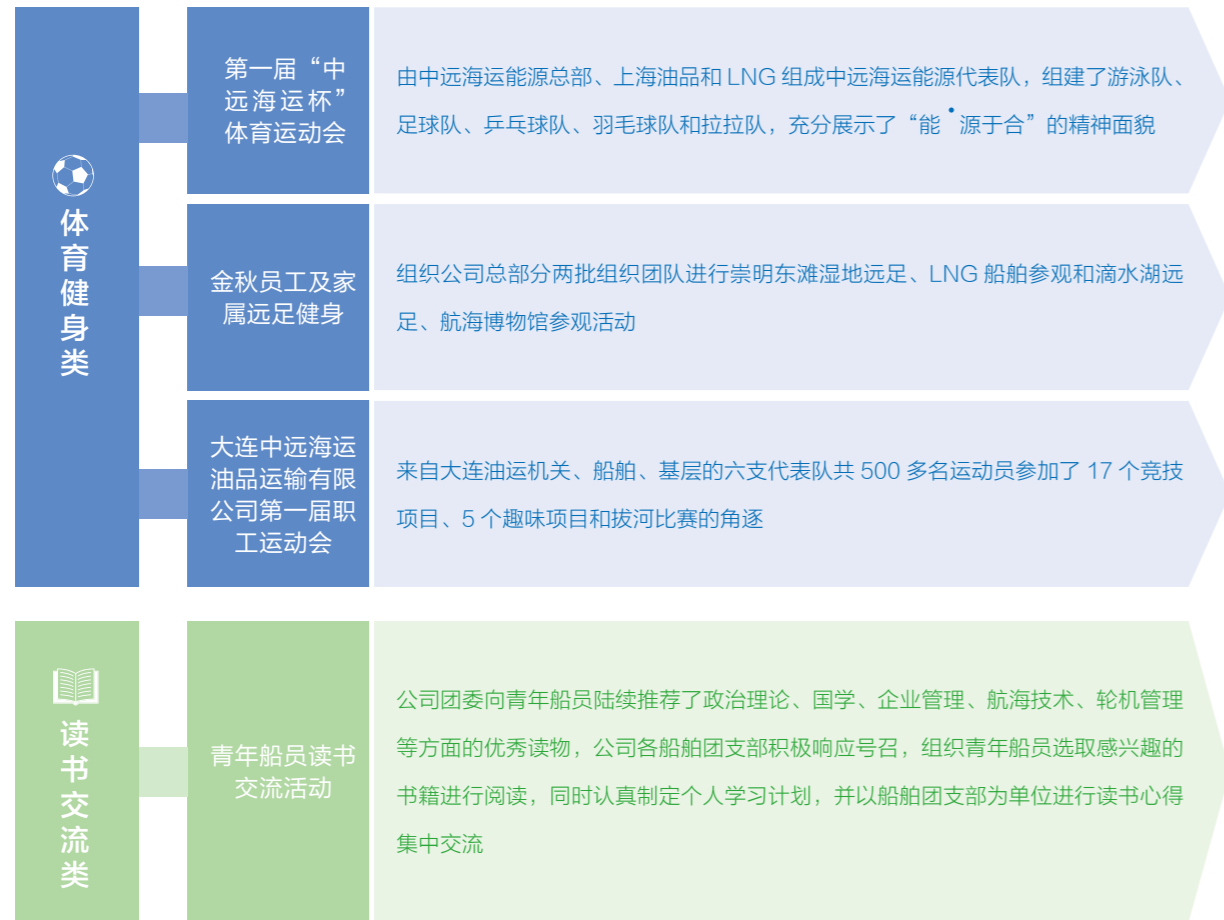 体育健身类
第一届“中
远海运杯”
体育运动会
由中远海运能源总部、上海油品和 LNG 组成中远海运能源代表队，组建了游泳队、
足球队、乒乓球队、羽毛球队和拉拉队，充分展示了“能•源于合”的精神面貌
金秋员工及家
属远足健身
组织公司总部分两批组织团队进行崇明东滩湿地远足、LNG 船舶参观和滴水湖远
足、航海博物馆参观活动
大连中远海运
油品运输有限
公司第一届职
工运动会
来自大连油运机关、船舶、基层的六支代表队共 500 多名运动员参加了 17 个竞技
项目、5 个趣味项目和拔河比赛的角逐
读书交流类
青年船员读书
交流活动
公司团委向青年船员陆续推荐了政治理论、国学、企业管理、航海技术、轮机管理
等方面的优秀读物，公司各船舶团支部积极响应号召，组织青年船员选取感兴趣的
书籍进行阅读，同时认真制定个人学习计划，并以船舶团支部为单位进行读书心得
集中交流